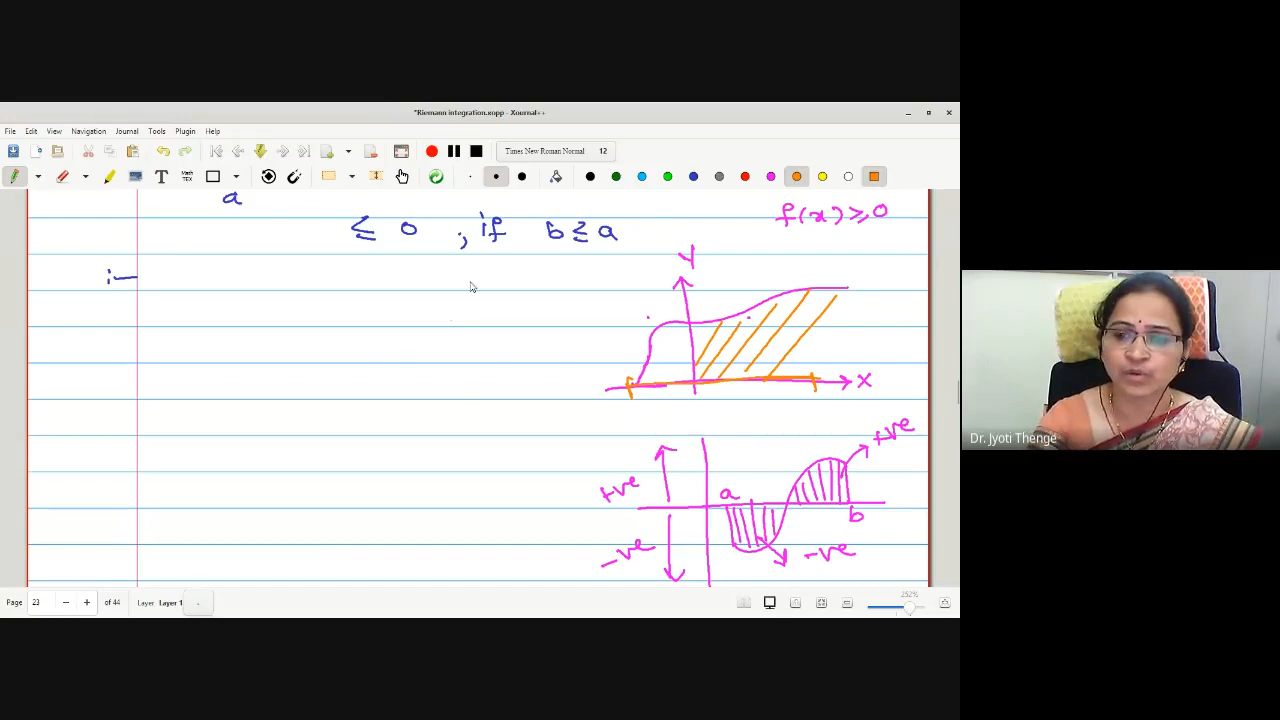 *Riemann integration.xopp - Xournal++
File Edit View Navigation Journal Tools Plugin Help
Times New Roman Normal 12
a
≤ 0 ; if b ≤ a
f(x) ≥ 0
:-
Y
X
+ve
+ve
a
b
-ve
-ve
Dr. Jyoti Thenge
Page 23 of 44 Layer Layer 1
252%